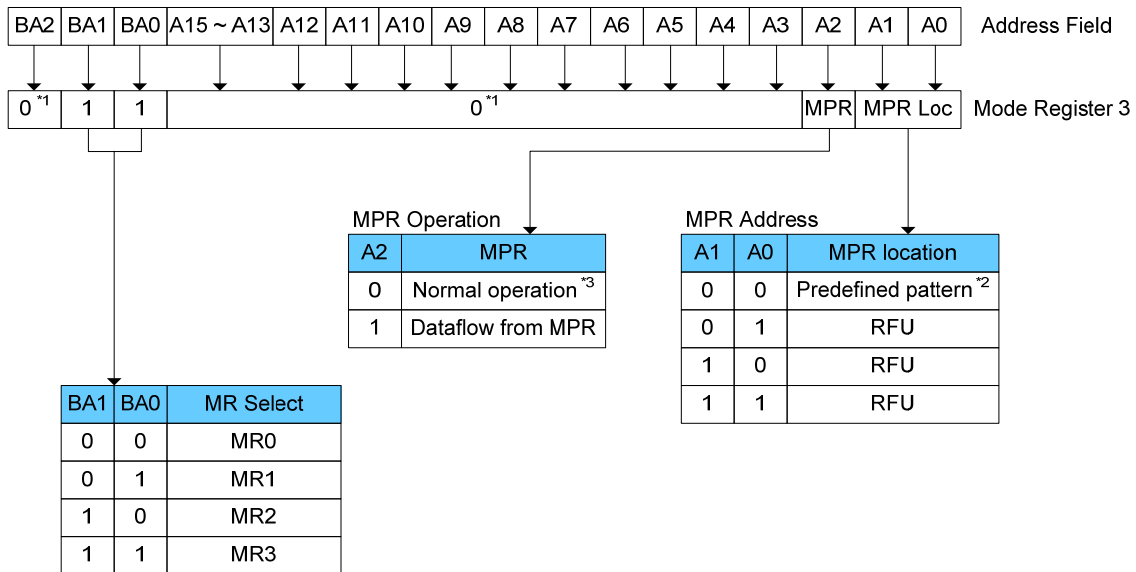 BA2 BA1 BA0 A15 ~ A13 A12 A11 A10 A9 A8 A7 A6 A5 A4 A3 A2 A1 A0 Address Field
0*1 1 1 0*1 MPR MPR Loc Mode Register 3
MPR Operation
A2 MPR
0 Normal operation*3
1 Dataflow from MPR
MPR Address
A1 A0 MPR location
0 0 Predefined pattern*2
0 1 RFU
1 0 RFU
1 1 RFU
BA1 BA0 MR Select
0 0 MR0
0 1 MR1
1 0 MR2
1 1 MR3